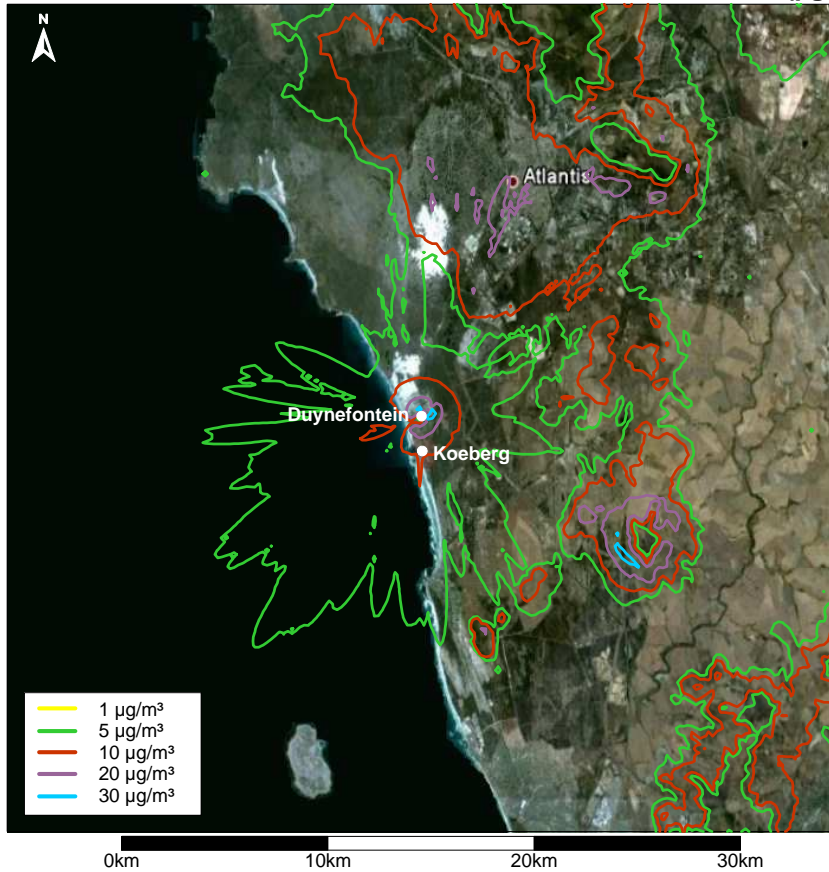 N
Atlantis
Duynefontein
Koeberg
1 µg/m³
5 µg/m³
10 µg/m³
20 µg/m³
30 µg/m³
0km 10km 20km 30km